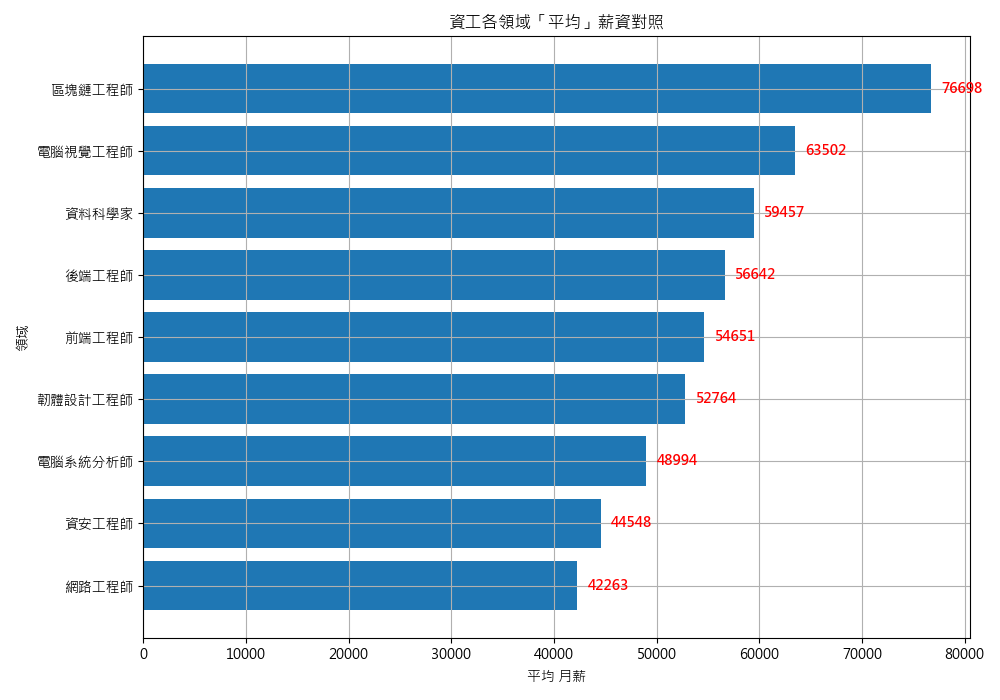 資工各領域「平均」薪資對照
區塊鏈工程師
76698
電腦視覺工程師
63502
資料科學家
59457
後端工程師
56642
前端工程師
54651
領域
韌體設計工程師
52764
電腦系統分析師
48994
資安工程師
44548
網路工程師
42263
0 10000 20000 30000 40000 50000 60000 70000 80000
平均 月薪